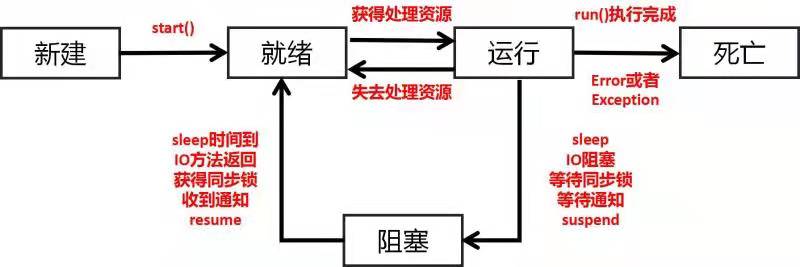 获得处理资源
run()执行完成
start()
新建
就绪
运行
死亡
失去处理资源
Error或者
Exception
sleep时间到
IO方法返回
获得同步锁
收到通知
resume
sleep
IO阻塞
等待同步锁
等待通知
suspend
阻塞